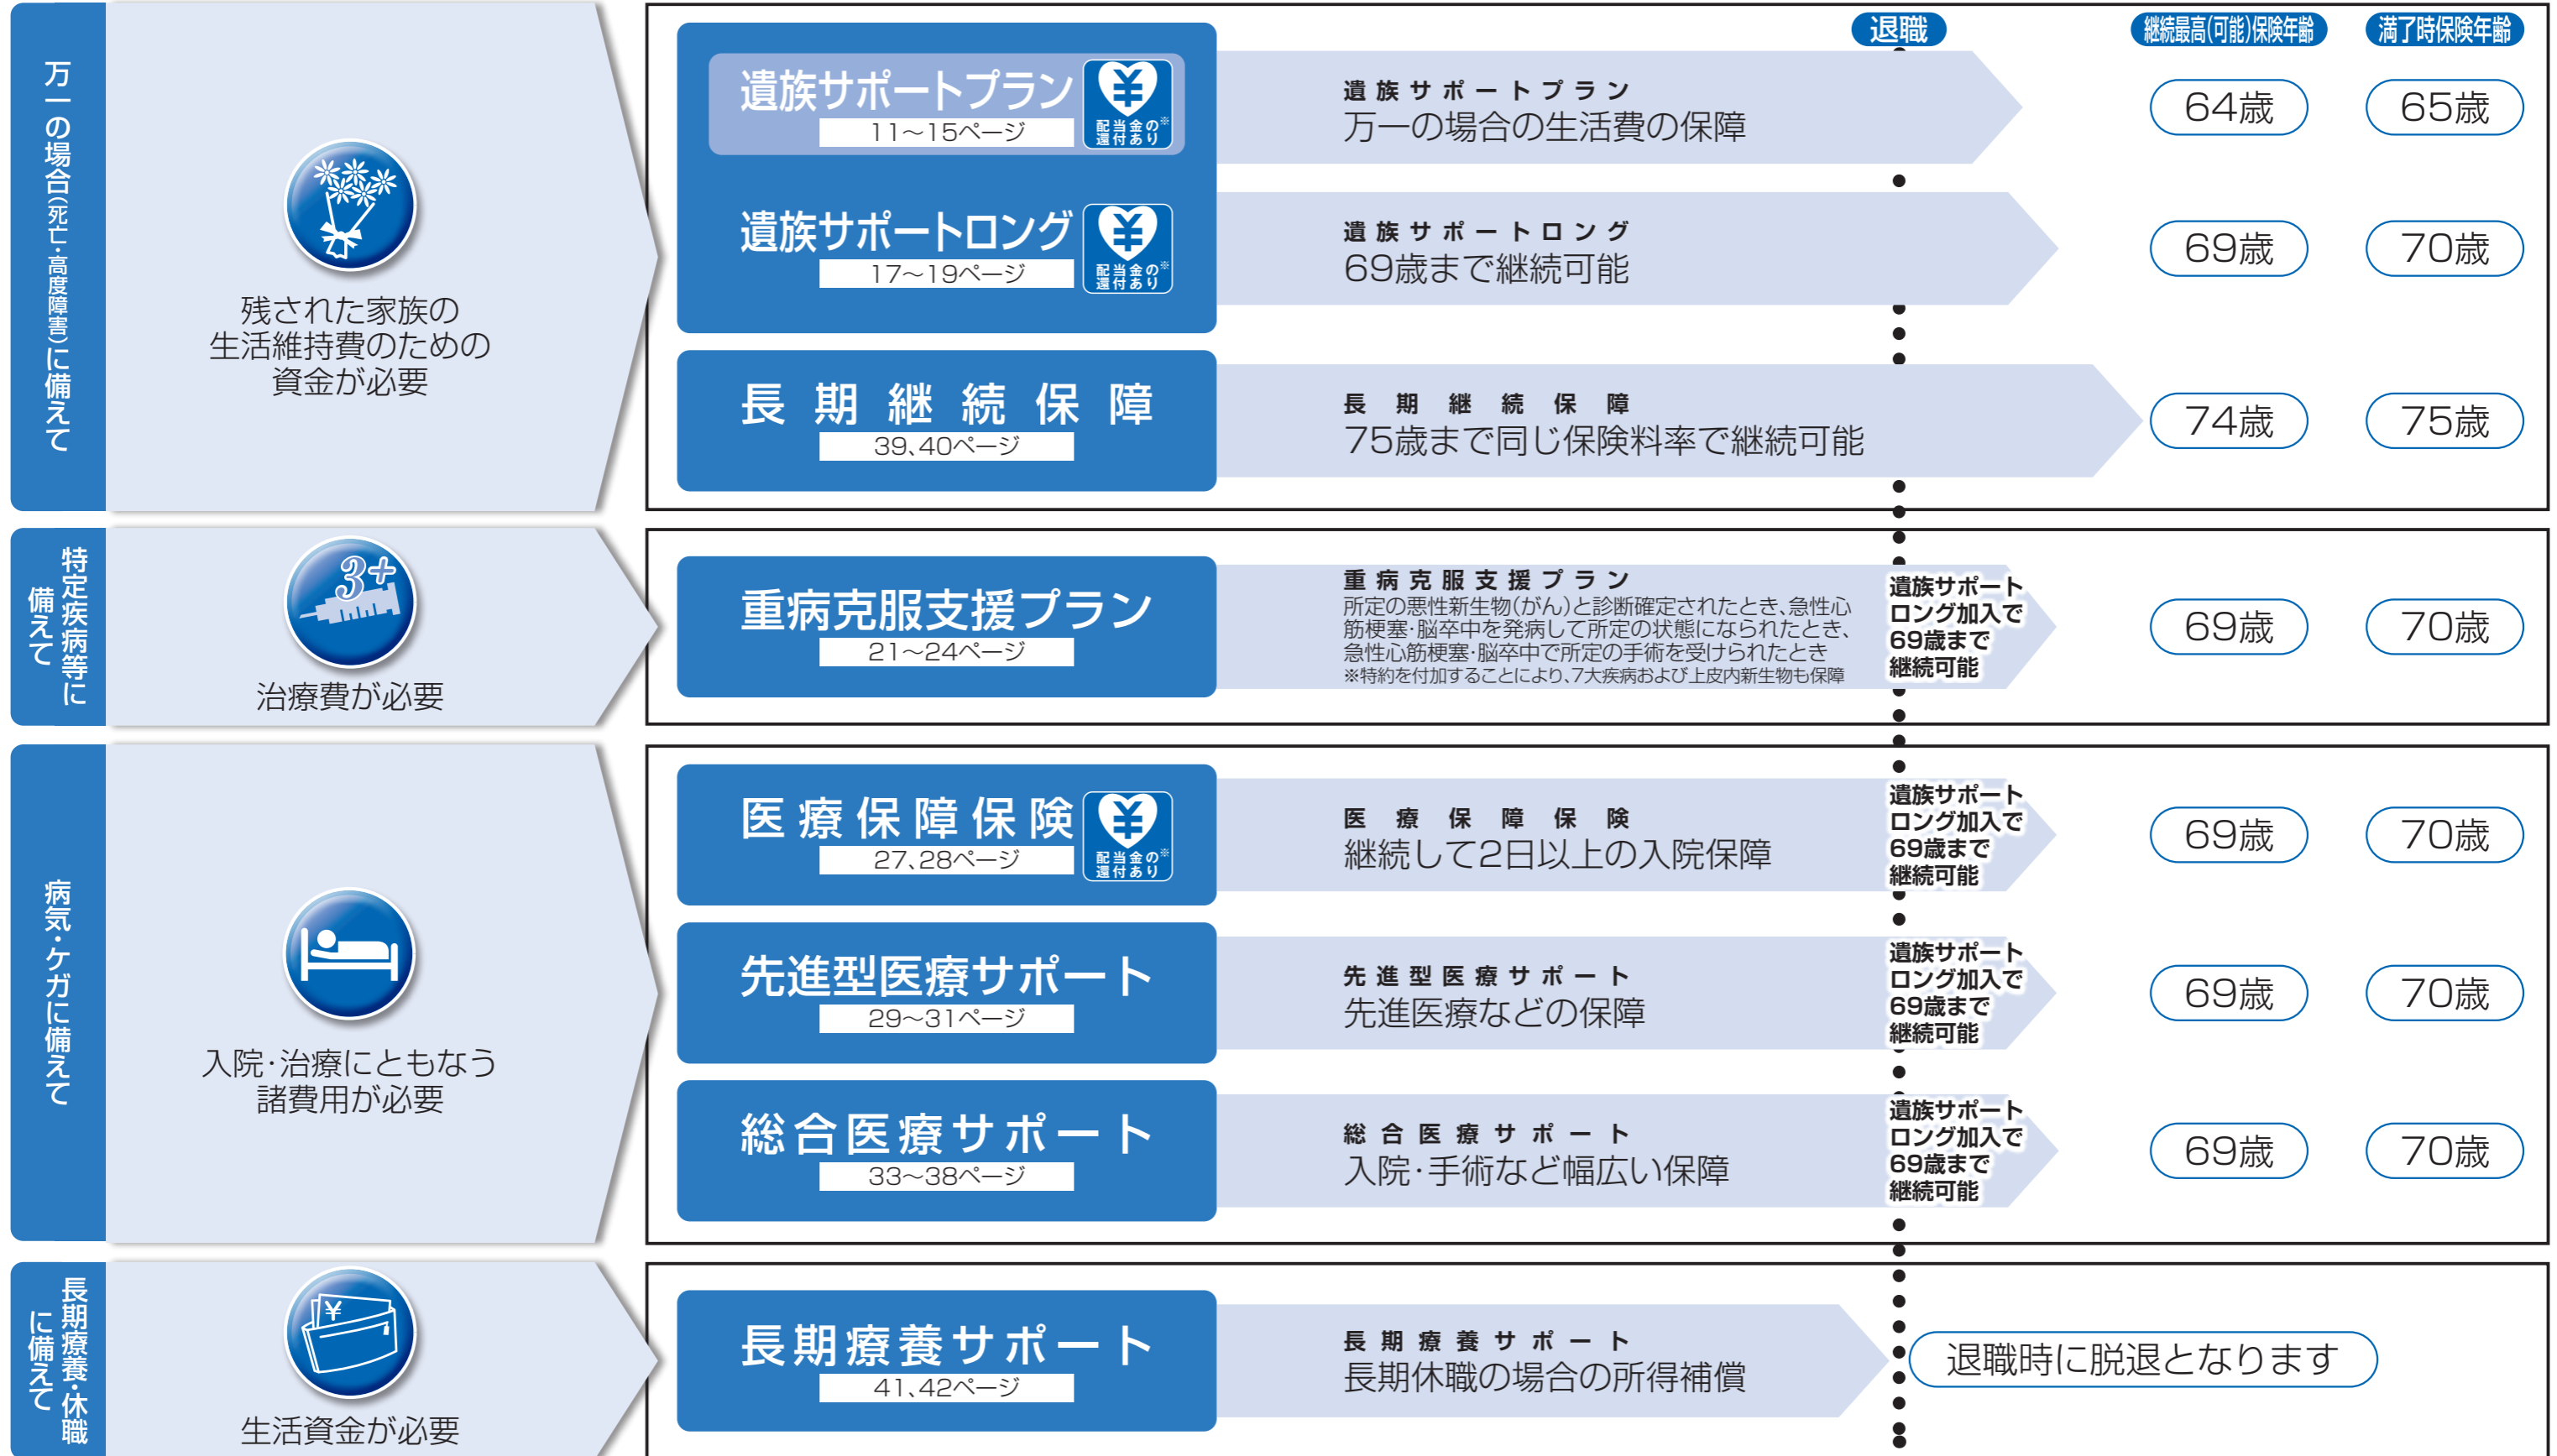 退職
継続最高(可能)保険年齢
満了時保険年齢
万一の場合(死亡・高度障害)に備えて
残された家族の
生活維持費のための
資金が必要
遺族サポートプラン
11〜15ページ
¥
配当金の※
還付あり
遺族サポートプラン
万一の場合の生活費の保障
64歳
65歳
遺族サポートロング
17〜19ページ
¥
配当金の※
還付あり
遺族サポートロング
69歳まで継続可能
69歳
70歳
長期継続保障
39、40ページ
長期継続保障
75歳まで同じ保険料率で継続可能
74歳
75歳
特定疾病等に
備えて
3+
治療費が必要
重病克服支援プラン
21〜24ページ
重病克服支援プラン
所定の悪性新生物(がん)と診断確定されたとき、急性心
筋梗塞・脳卒中を発病して所定の状態になられたとき、
急性心筋梗塞・脳卒中で所定の手術を受けられたとき
※特約を付加することにより、7大疾病および上皮内新生物も保障
遺族サポート
ロング加入で
69歳まで
継続可能
69歳
70歳
病気・ケガに備えて
入院・治療にともなう
諸費用が必要
医療保障保険
27、28ページ
¥
配当金の※
還付あり
医療保障保険
継続して2日以上の入院保障
遺族サポート
ロング加入で
69歳まで
継続可能
69歳
70歳
先進型医療サポート
29〜31ページ
先進型医療サポート
先進医療などの保障
遺族サポート
ロング加入で
69歳まで
継続可能
69歳
70歳
総合医療サポート
33〜38ページ
総合医療サポート
入院・手術など幅広い保障
遺族サポート
ロング加入で
69歳まで
継続可能
69歳
70歳
長期療養・休職
に備えて
¥
生活資金が必要
長期療養サポート
41、42ページ
長期療養サポート
長期休職の場合の所得補償
退職時に脱退となります